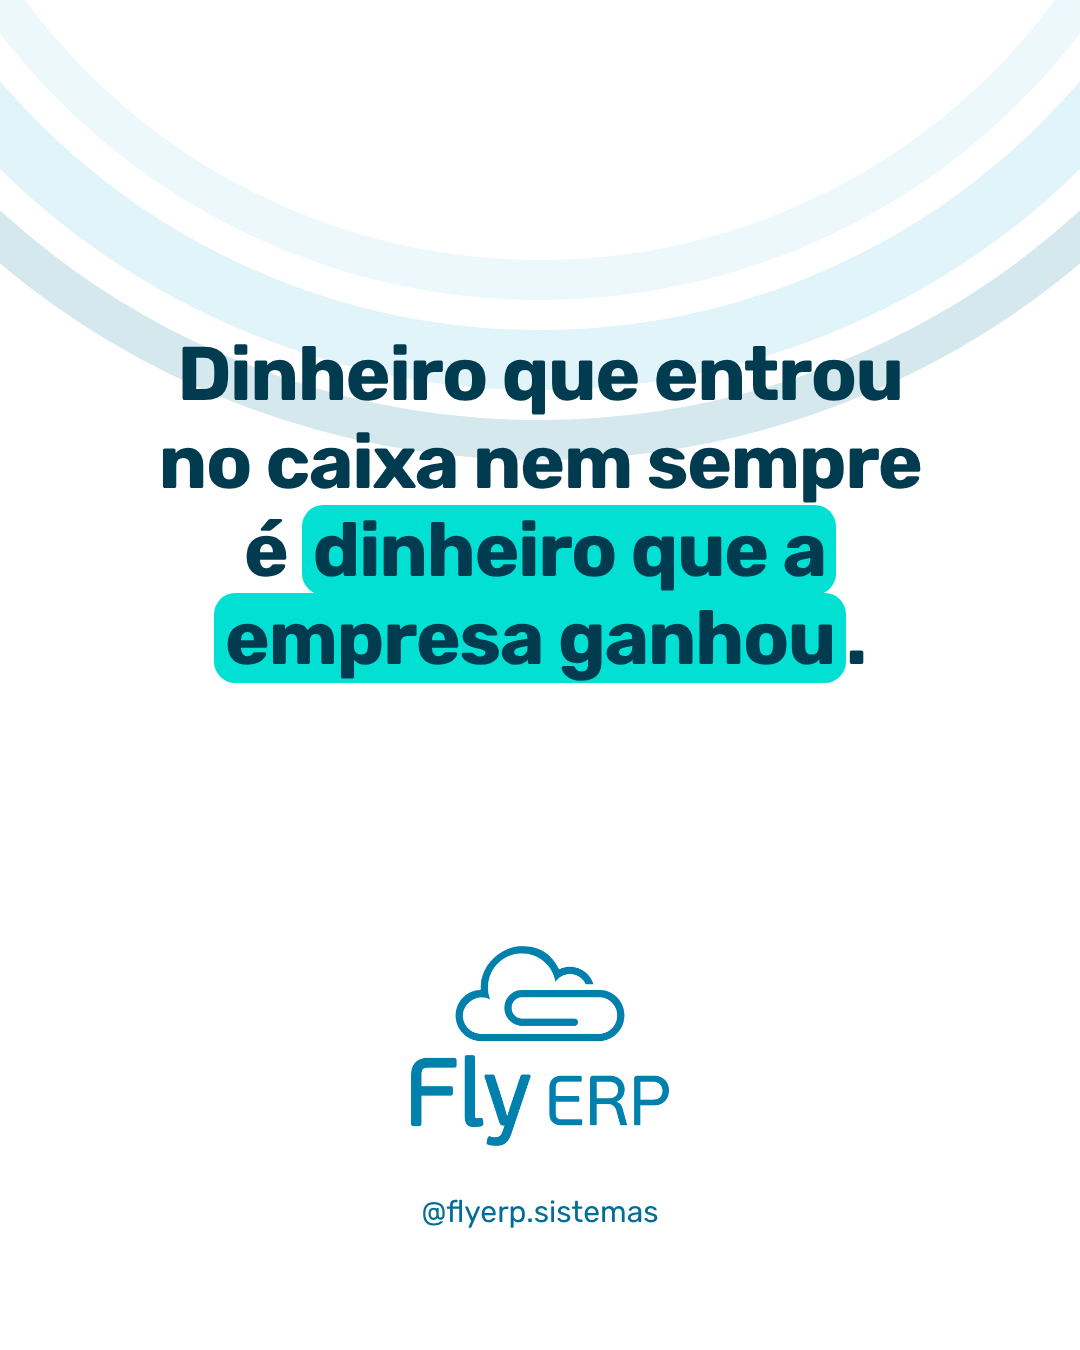 Dinheiro que entrou
no caixa nem sempre
é dinheiro que a
empresa ganhou.
Fly ERP
@flyerp.sistemas